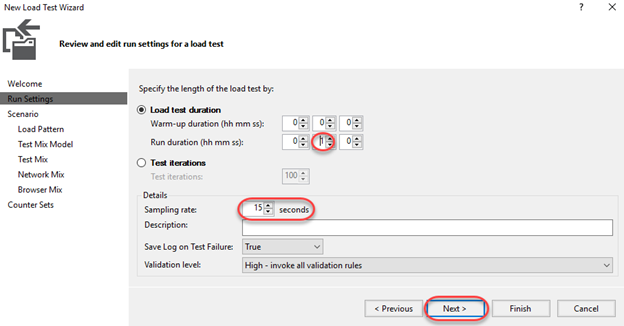 New Load Test Wizard
Review and edit run settings for a load test
Welcome
Run Settings
Scenario
Load Pattern
Test Mix Model
Test Mix
Network Mix
Browser Mix
Counter Sets
Specify the length of the load test by:
Load test duration
Warm-up duration (hh mm ss): 0 0 0
Run duration (hh mm ss): 0 1 0
Test iterations
Test iterations: 100
Details
Sampling rate: 15 seconds
Description:
Save Log on Test Failure: True
Validation level: High - invoke all validation rules
< Previous Next > Finish Cancel